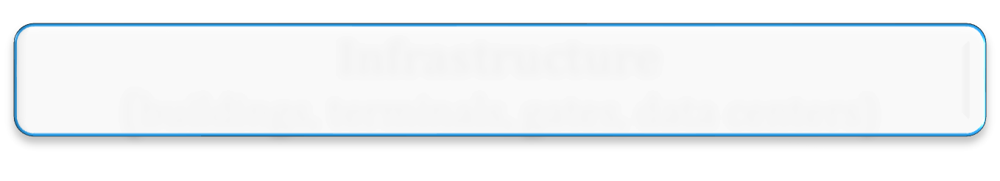 Infrastructure
(buildings, terminals, gates, data centers)